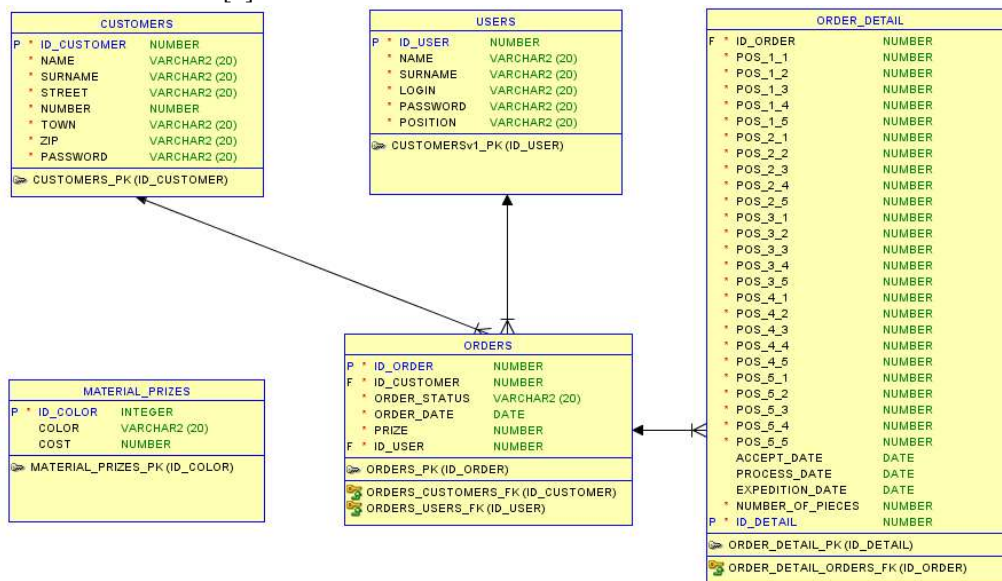 CUSTOMERS
P * ID_CUSTOMER NUMBER
* NAME VARCHAR2 (20)
* SURNAME VARCHAR2 (20)
* STREET VARCHAR2 (20)
* NUMBER NUMBER
* TOWN VARCHAR2 (20)
* ZIP VARCHAR2 (20)
* PASSWORD VARCHAR2 (20)
CUSTOMERS_PK (ID_CUSTOMER)
USERS
P * ID_USER NUMBER
* NAME VARCHAR2 (20)
* SURNAME VARCHAR2 (20)
* LOGIN VARCHAR2 (20)
* PASSWORD VARCHAR2 (20)
* POSITION VARCHAR2 (20)
CUSTOMERSv1_PK (ID_USER)
ORDER_DETAIL
F * ID_ORDER NUMBER
* POS_1_1 NUMBER
* POS_1_2 NUMBER
* POS_1_3 NUMBER
* POS_1_4 NUMBER
* POS_1_5 NUMBER
* POS_2_1 NUMBER
* POS_2_2 NUMBER
* POS_2_3 NUMBER
* POS_2_4 NUMBER
* POS_2_5 NUMBER
* POS_3_1 NUMBER
* POS_3_2 NUMBER
* POS_3_3 NUMBER
* POS_3_4 NUMBER
* POS_3_5 NUMBER
* POS_4_1 NUMBER
* POS_4_2 NUMBER
* POS_4_3 NUMBER
* POS_4_4 NUMBER
* POS_4_5 NUMBER
* POS_5_1 NUMBER
* POS_5_2 NUMBER
* POS_5_3 NUMBER
* POS_5_4 NUMBER
* POS_5_5 NUMBER
ACCEPT_DATE DATE
PROCESS_DATE DATE
EXPEDITION_DATE DATE
* NUMBER_OF_PIECES NUMBER
P * ID_DETAIL NUMBER
ORDER_DETAIL_PK (ID_DETAIL)
ORDER_DETAIL_ORDERS_FK (ID_ORDER)
MATERIAL_PRIZES
P * ID_COLOR INTEGER
COLOR VARCHAR2 (20)
COST NUMBER
MATERIAL_PRIZES_PK (ID_COLOR)
ORDERS
P * ID_ORDER NUMBER
F * ID_CUSTOMER NUMBER
* ORDER_STATUS VARCHAR2 (20)
* ORDER_DATE DATE
* PRIZE NUMBER
F * ID_USER NUMBER
ORDERS_PK (ID_ORDER)
ORDERS_CUSTOMERS_FK (ID_CUSTOMER)
ORDERS_USERS_FK (ID_USER)